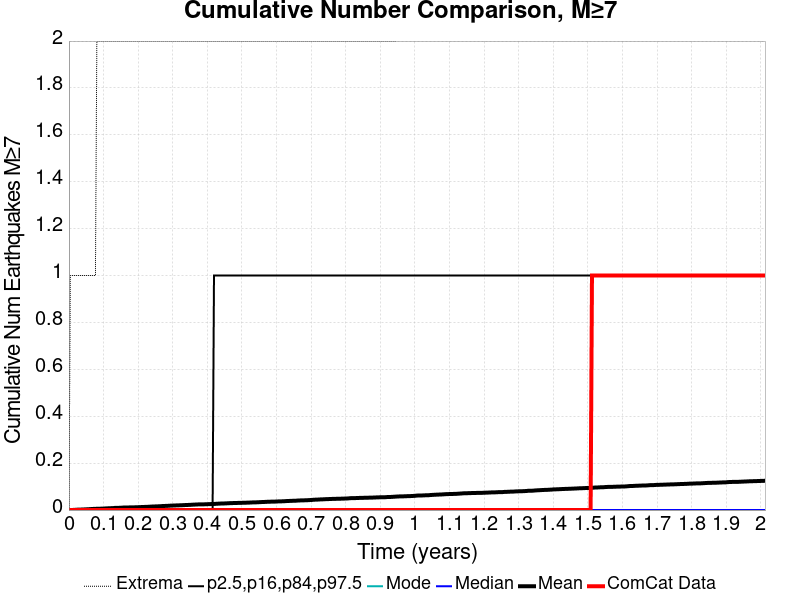 Cumulative Number Comparison, M≥7
Cumulative Num Earthquakes M≥7
2
1.8
1.6
1.4
1.2
1
0.8
0.6
0.4
0.2
0
0 0.1 0.2 0.3 0.4 0.5 0.6 0.7 0.8 0.9 1 1.1 1.2 1.3 1.4 1.5 1.6 1.7 1.8 1.9 2
Time (years)
Extrema p2.5,p16,p84,p97.5 Mode Median Mean ComCat Data